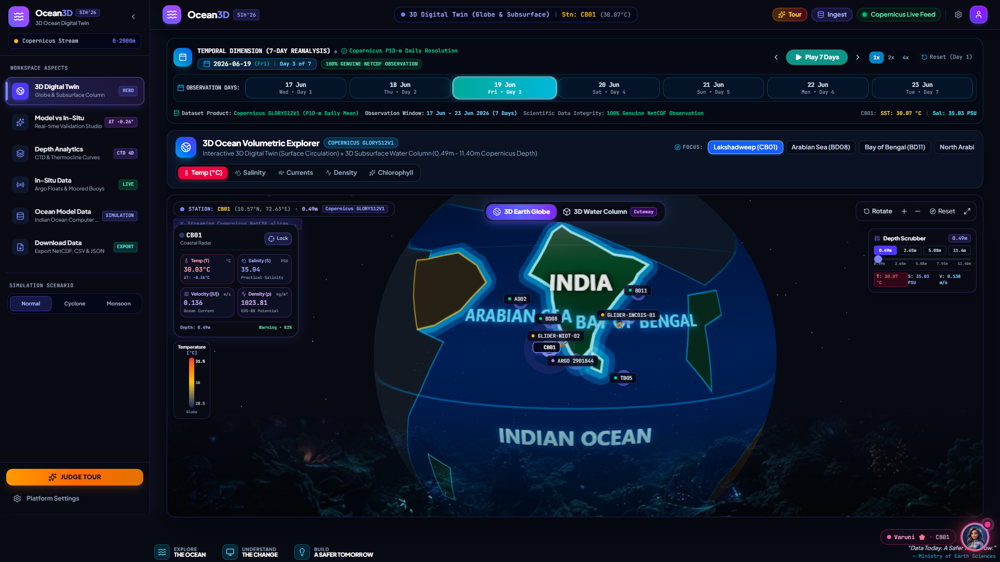 Ocean3D SIH'26
3D Ocean Digital Twin
Copernicus Stream 0-2000m
WORKSPACE ASPECTS
3D Digital Twin
Globe & Subsurface Column
HERO
Model vs In-Situ
Real-time Validation Studio
ΔT -0.26°
Depth Analytics
CTD & Thermocline Curves
CTD 4D
In-Situ Data
Argo Floats & Moored Buoys
LIVE
Ocean Model Data
Indian Ocean Computer ...
SIMULATION
Download Data
Export NetCDF, CSV & JSON
EXPORT
SIMULATION SCENARIO
Normal Cyclone Monsoon
JUDGE TOUR
Platform Settings
Ocean3D SIH'26
3D Digital Twin (Globe & Subsurface) | Stn: CB01 (30.07°C)
Tour Ingest Copernicus Live Feed
TEMPORAL DIMENSION (7-DAY REANALYSIS) Copernicus P1D-m Daily Resolution
2026-06-19 (Fri) | Day 3 of 7 100% GENUINE NETCDF OBSERVATION
Play 7 Days 1x 2x 4x Reset (Day 1)
OBSERVATION DAYS:
17 Jun
Wed • Day 1
18 Jun
Thu • Day 2
19 Jun
Fri • Day 3
20 Jun
Sat • Day 4
21 Jun
Sun • Day 5
22 Jun
Mon • Day 6
23 Jun
Tue • Day 7
Dataset Product: Copernicus GLORYS12V1 (P1D-m Daily Mean) Observation Window: 17 Jun – 23 Jun 2026 (7 Days) Scientific Data Integrity: 100% Genuine NetCDF Observation
CB01: SST: 30.07 °C | Sal: 35.03 PSU
3D Ocean Volumetric Explorer COPERNICUS GLORYS12V1
Interactive 3D Digital Twin (Surface Circulation) + 3D Subsurface Water Column (0.49m - 11.40m Copernicus Depth)
FOCUS: Lakshadweep (CB01) Arabian Sea (BD08) Bay of Bengal (BD11) North Arabi
Temp (°C) Salinity Currents Density Chlorophyll
STATION: CB01 (10.57°N, 72.63°E) · 0.49m Copernicus GLORYS12V1
Streaming Copernicus NetCDF slices...
3D Earth Globe 3D Water Column Cutaway
Rotate + − Reset
CB01
Coastal Radar
Lock
Temp (T) °C
30.03°C
ΔT: -0.26°C
Salinity (S) PSU
35.04
Practical Salinity
Velocity (|U|) m/s
0.136
Ocean Current
Density (ρ) kg/m³
1023.81
EOS-80 Potential
Depth: 0.49m Warning • 82%
Temperature
[°C]
31.5
30
28.5
Globe
Depth Scrubber 0.49m
0.49m 2.65m 5.08m 11.4m
0.49m 2.65m 5.08m 7.93m 11.40m
T: 30.07 °C
S: 35.03 PSU
V: 0.138 m/s
INDIA
BD11
AD02
ARABIAN SEA
BD08
GLIDER-INCOIS-01
BAY OF BENGAL
GLIDER-NIOT-02
CB01
ARGO 2901844
TB05
INDIAN OCEAN
EXPLORE
THE OCEAN
UNDERSTAND
THE CHANGE
BUILD
A SAFER TOMORROW
Varuni 🌸 · CB01
"Data Today. A Safer ow."
— Ministry of Earth Sciences